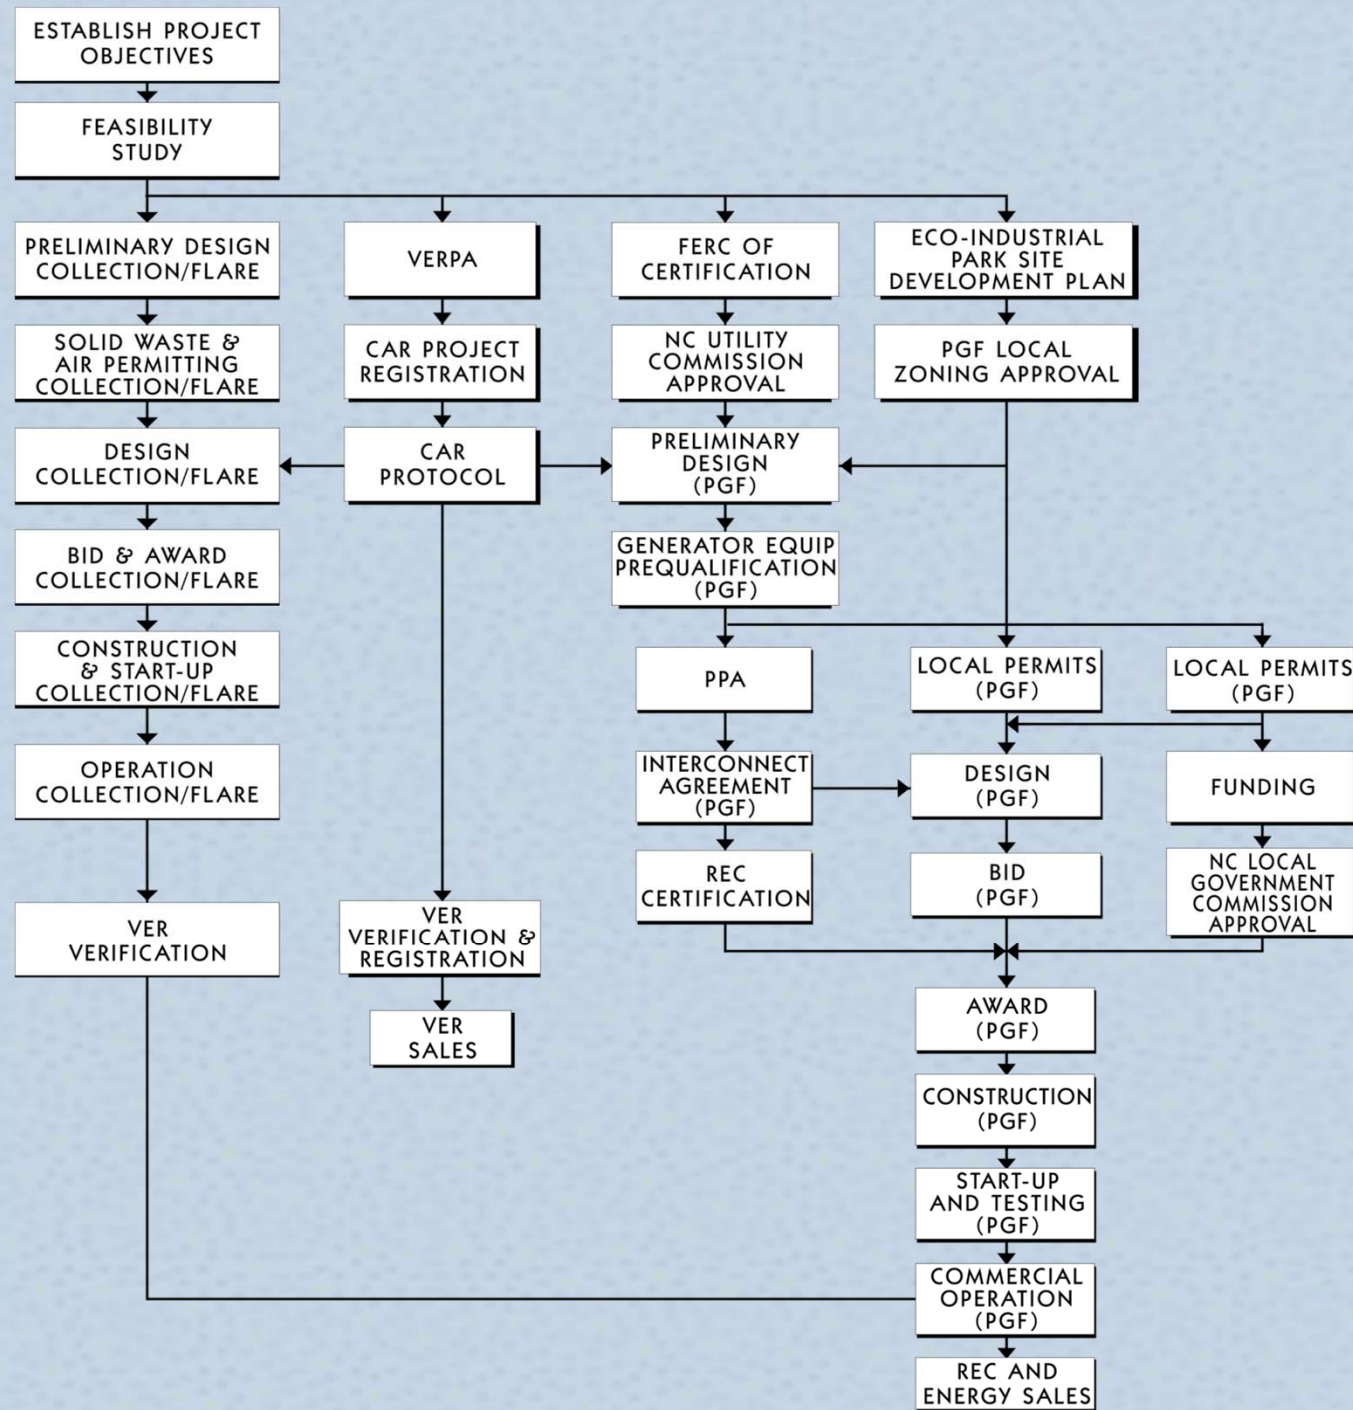 ESTABLISH PROJECT
OBJECTIVES
FEASIBILITY
STUDY
PRELIMINARY DESIGN
COLLECTION/FLARE
VERPA
FERC OF
CERTIFICATION
ECO-INDUSTRIAL
PARK SITE
DEVELOPMENT PLAN
SOLID WASTE &
AIR PERMITTING
COLLECTION/FLARE
CAR PROJECT
REGISTRATION
NC UTILITY
COMMISSION
APPROVAL
PGF LOCAL
ZONING APPROVAL
DESIGN
COLLECTION/FLARE
CAR
PROTOCOL
PRELIMINARY
DESIGN
(PGF)
BID & AWARD
COLLECTION/FLARE
GENERATOR EQUIP
PREQUALIFICATION
(PGF)
CONSTRUCTION
& START-UP
COLLECTION/FLARE
PPA
LOCAL PERMITS
(PGF)
LOCAL PERMITS
(PGF)
OPERATION
COLLECTION/FLARE
INTERCONNECT
AGREEMENT
(PGF)
DESIGN
(PGF)
FUNDING
REC
CERTIFICATION
BID
(PGF)
NC LOCAL
GOVERNMENT
COMMISSION
APPROVAL
VER
VERIFICATION
VER
VERIFICATION &
REGISTRATION
VER
SALES
AWARD
(PGF)
CONSTRUCTION
(PGF)
START-UP
AND TESTING
(PGF)
COMMERCIAL
OPERATION
(PGF)
REC AND
ENERGY SALES